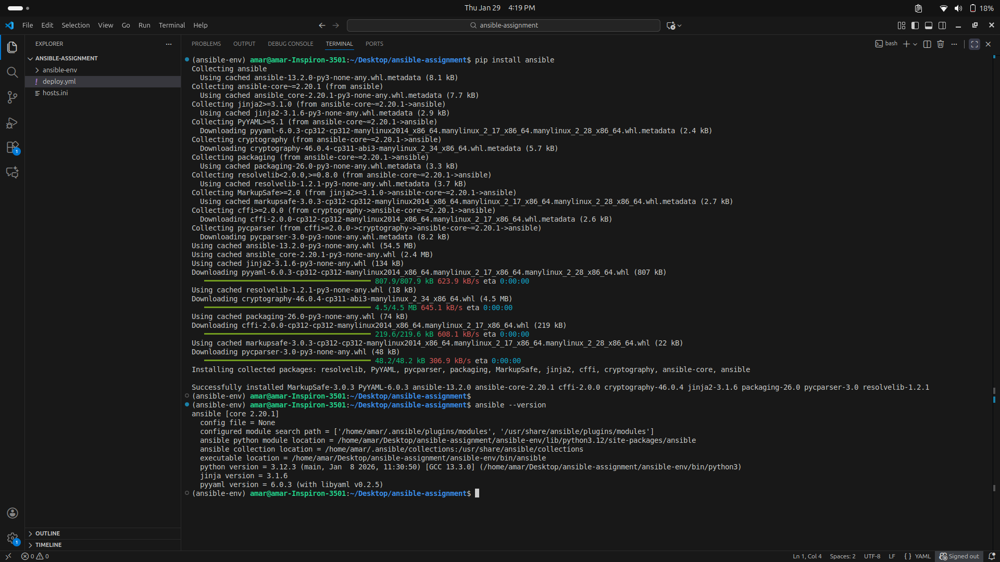 Thu Jan 29 4:19 PM
18%
File Edit Selection View Go Run Terminal Help
ansible-assignment
EXPLORER
ANSIBLE-ASSIGNMENT
ansible-env
! deploy.yml
hosts.ini
PROBLEMS OUTPUT DEBUG CONSOLE TERMINAL PORTS
bash
(ansible-env) amar@amar-Inspiron-3501:~/Desktop/ansible-assignment$ pip install ansible
Collecting ansible
  Using cached ansible-13.2.0-py3-none-any.whl.metadata (8.1 kB)
Collecting ansible-core~=2.20.1 (from ansible)
  Using cached ansible_core-2.20.1-py3-none-any.whl.metadata (7.7 kB)
Collecting jinja2>=3.1.0 (from ansible-core~=2.20.1->ansible)
  Using cached jinja2-3.1.6-py3-none-any.whl.metadata (2.9 kB)
Collecting PyYAML>=5.1 (from ansible-core~=2.20.1->ansible)
  Downloading pyyaml-6.0.3-cp312-cp312-manylinux2014_x86_64.manylinux_2_17_x86_64.manylinux_2_28_x86_64.whl.metadata (2.4 kB)
Collecting cryptography (from ansible-core~=2.20.1->ansible)
  Downloading cryptography-46.0.4-cp311-abi3-manylinux_2_34_x86_64.whl.metadata (5.7 kB)
Collecting packaging (from ansible-core~=2.20.1->ansible)
  Using cached packaging-26.0-py3-none-any.whl.metadata (3.3 kB)
Collecting resolvelib<2.0.0,>=0.8.0 (from ansible-core~=2.20.1->ansible)
  Using cached resolvelib-1.2.1-py3-none-any.whl.metadata (3.7 kB)
Collecting MarkupSafe>=2.0 (from jinja2>=3.1.0->ansible-core~=2.20.1->ansible)
  Using cached markupsafe-3.0.3-cp312-cp312-manylinux2014_x86_64.manylinux_2_17_x86_64.manylinux_2_28_x86_64.whl.metadata (2.7 kB)
Collecting cffi>=2.0.0 (from cryptography->ansible-core~=2.20.1->ansible)
  Downloading cffi-2.0.0-cp312-cp312-manylinux2014_x86_64.manylinux_2_17_x86_64.whl.metadata (2.6 kB)
Collecting pycparser (from cffi>=2.0.0->cryptography->ansible-core~=2.20.1->ansible)
  Downloading pycparser-3.0-py3-none-any.whl.metadata (8.2 kB)
Using cached ansible-13.2.0-py3-none-any.whl (54.5 MB)
Using cached ansible_core-2.20.1-py3-none-any.whl (2.4 MB)
Using cached jinja2-3.1.6-py3-none-any.whl (134 kB)
Downloading pyyaml-6.0.3-cp312-cp312-manylinux2014_x86_64.manylinux_2_17_x86_64.manylinux_2_28_x86_64.whl (807 kB)
807.9/807.9 kB 623.9 kB/s eta 0:00:00
Using cached resolvelib-1.2.1-py3-none-any.whl (18 kB)
Downloading cryptography-46.0.4-cp311-abi3-manylinux_2_34_x86_64.whl (4.5 MB)
4.5/4.5 MB 645.1 kB/s eta 0:00:00
Using cached packaging-26.0-py3-none-any.whl (74 kB)
Downloading cffi-2.0.0-cp312-cp312-manylinux2014_x86_64.manylinux_2_17_x86_64.whl (219 kB)
219.6/219.6 kB 608.1 kB/s eta 0:00:00
Using cached markupsafe-3.0.3-cp312-cp312-manylinux2014_x86_64.manylinux_2_17_x86_64.manylinux_2_28_x86_64.whl (22 kB)
Downloading pycparser-3.0-py3-none-any.whl (48 kB)
48.2/48.2 kB 306.9 kB/s eta 0:00:00
Installing collected packages: resolvelib, PyYAML, pycparser, packaging, MarkupSafe, jinja2, cffi, cryptography, ansible-core, ansible
Successfully installed MarkupSafe-3.0.3 PyYAML-6.0.3 ansible-13.2.0 ansible-core-2.20.1 cffi-2.0.0 cryptography-46.0.4 jinja2-3.1.6 packaging-26.0 pycparser-3.0 resolvelib-1.2.1
(ansible-env) amar@amar-Inspiron-3501:~/Desktop/ansible-assignment$
(ansible-env) amar@amar-Inspiron-3501:~/Desktop/ansible-assignment$ ansible --version
ansible [core 2.20.1]
  config file = None
  configured module search path = ['/home/amar/.ansible/plugins/modules', '/usr/share/ansible/plugins/modules']
  ansible python module location = /home/amar/Desktop/ansible-assignment/ansible-env/lib/python3.12/site-packages/ansible
  ansible collection location = /home/amar/.ansible/collections:/usr/share/ansible/collections
  executable location = /home/amar/Desktop/ansible-assignment/ansible-env/bin/ansible
  python version = 3.12.3 (main, Jan  8 2026, 11:30:50) [GCC 13.3.0] (/home/amar/Desktop/ansible-assignment/ansible-env/bin/python3)
  jinja version = 3.1.6
  pyyaml version = 6.0.3 (with libyaml v0.2.5)
(ansible-env) amar@amar-Inspiron-3501:~/Desktop/ansible-assignment$
1
OUTLINE
1
TIMELINE
0 0
Ln 1, Col 4 Spaces: 2 UTF-8 LF { } YAML Signed out